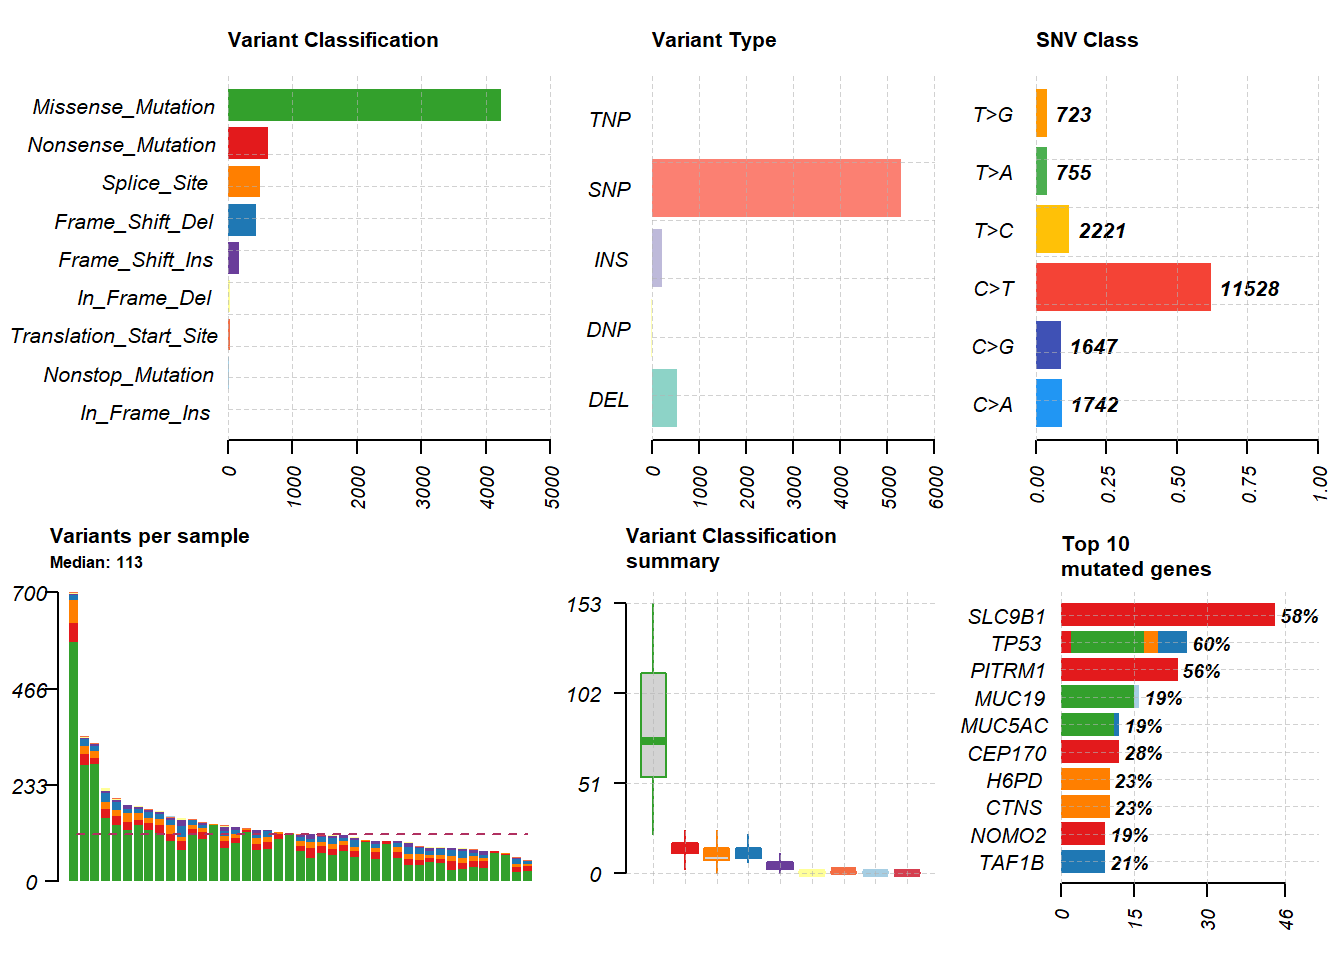 Variant Classification
Missense_Mutation
Nonsense_Mutation
Splice_Site
Frame_Shift_Del
Frame_Shift_Ins
In_Frame_Del
Translation_Start_Site
Nonstop_Mutation
In_Frame_Ins
0 1000 2000 3000 4000 5000
Variant Type
TNP
SNP
INS
DNP
DEL
0 1000 2000 3000 4000 5000 6000
SNV Class
T>G 723
T>A 755
T>C 2221
C>T 11528
C>G 1647
C>A 1742
0.00 0.25 0.50 0.75 1.00
Variants per sample
Median: 113
700
466
233
0
Variant Classification
summary
153
102
51
0
Top 10
mutated genes
SLC9B1 58%
TP53 60%
PITRM1 56%
MUC19 19%
MUC5AC 19%
CEP170 28%
H6PD 23%
CTNS 23%
NOMO2 19%
TAF1B 21%
0 15 30 46